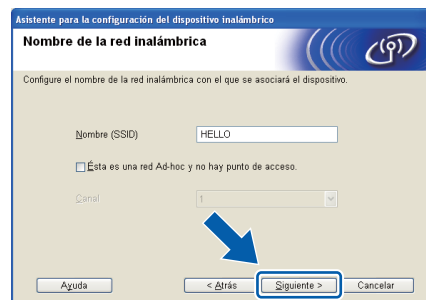 Asistente para la configuración del dispositivo inalámbrico
Nombre de la red inalámbrica
Configure el nombre de la red inalámbrica con el que se asociará el dispositivo.
Nombre (SSID) HELLO
Ésta es una red Ad-hoc y no hay punto de acceso.
Canal 1
Ayuda < Atrás Siguiente > Cancelar